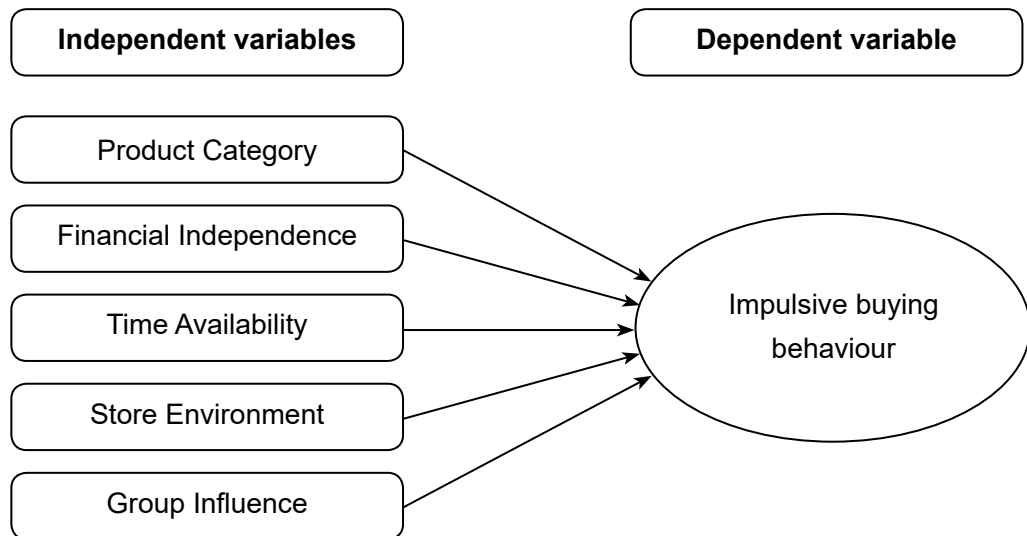 Independent variables
Dependent variable
Product Category
Financial Independence
Time Availability
Store Environment
Group Influence
Impulsive buying
behaviour